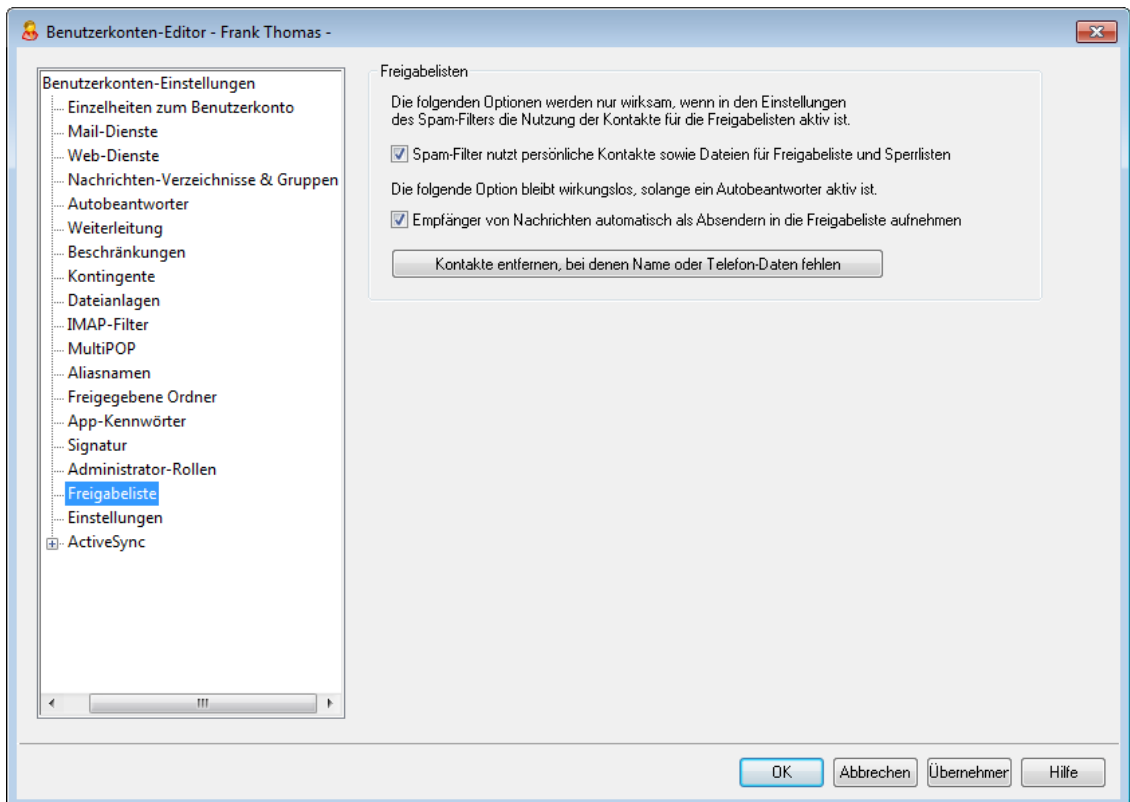 Benutzerkonten-Editor - Frank Thomas -
Benutzerkonten-Einstellungen
Einzelheiten zum Benutzerkonto
Mail-Dienste
Web-Dienste
Nachrichten-Verzeichnisse & Gruppen
Autobeantworter
Weiterleitung
Beschränkungen
Kontingente
Dateianlagen
IMAP-Filter
MultiPOP
Aliasnamen
Freigegebene Ordner
App-Kennwörter
Signatur
Administrator-Rollen
Freigabeliste
Einstellungen
ActiveSync
Freigabelisten
Die folgenden Optionen werden nur wirksam, wenn in den Einstellungen
des Spam-Filters die Nutzung der Kontakte für die Freigabelisten aktiv ist.
Spam-Filter nutzt persönliche Kontakte sowie Dateien für Freigabeliste und Sperrlisten
Die folgende Option bleibt wirkungslos, solange ein Autobeantworter aktiv ist.
Empfänger von Nachrichten automatisch als Absendern in die Freigabeliste aufnehmen
Kontakte entfernen, bei denen Name oder Telefon-Daten fehlen
OK
Abbrechen
Übernehmer
Hilfe